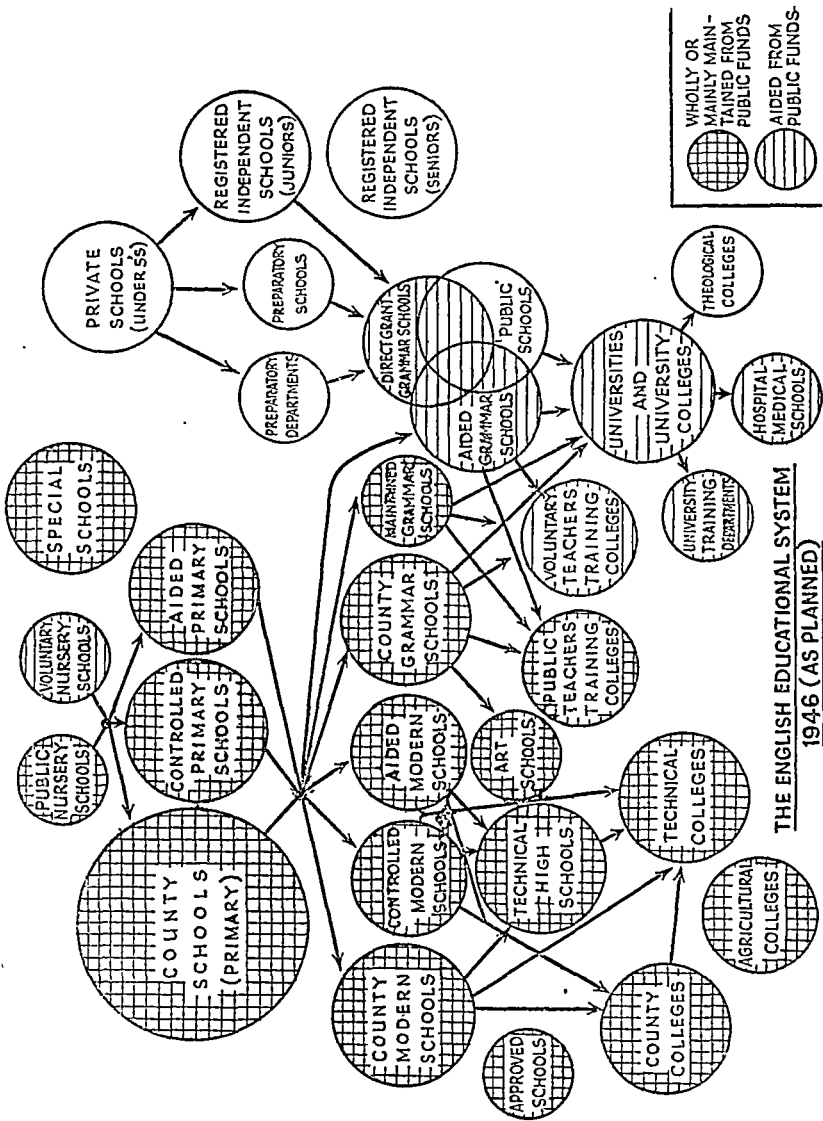 PRIVATE
SCHOOLS
(UNDER 5'S)
REGISTERED
INDEPENDENT
SCHOOLS
(JUNIORS)
REGISTERED
INDEPENDENT
SCHOOLS
(SENIORS)
PREPARATORY
SCHOOLS
PREPARATORY
DEPARTMENTS
SPECIAL
SCHOOLS
VOLUNTARY
NURSERY
SCHOOLS
PUBLIC
NURSERY
SCHOOLS
AIDED
PRIMARY
SCHOOLS
CONTROLLED
PRIMARY
SCHOOLS
COUNTY
SCHOOLS
(PRIMARY)
DIRECT GRANT
GRAMMAR SCHOOLS
'PUBLIC'
SCHOOLS
AIDED
GRAMMAR
SCHOOLS
MAINTAINED
GRAMMAR
SCHOOLS
COUNTY
GRAMMAR
SCHOOLS
AIDED
MODERN
SCHOOLS
CONTROLLED
MODERN
SCHOOLS
COUNTY
MODERN
SCHOOLS
ART
SCHOOLS
TECHNICAL
HIGH
SCHOOLS
APPROVED
SCHOOLS
UNIVERSITIES
AND
UNIVERSITY
COLLEGES
VOLUNTARY
TEACHERS
TRAINING
COLLEGES
PUBLIC
TEACHERS
TRAINING
COLLEGES
TECHNICAL
COLLEGES
COUNTY
COLLEGES
AGRICULTURAL
COLLEGES
THEOLOGICAL
COLLEGES
HOSPITAL
MEDICAL
SCHOOLS
UNIVERSITY
TRAINING
DEPARTMENTS
WHOLLY OR
MAINLY MAIN-
TAINED FROM
PUBLIC FUNDS
AIDED FROM
PUBLIC FUNDS
THE ENGLISH EDUCATIONAL SYSTEM
1946 (AS PLANNED)